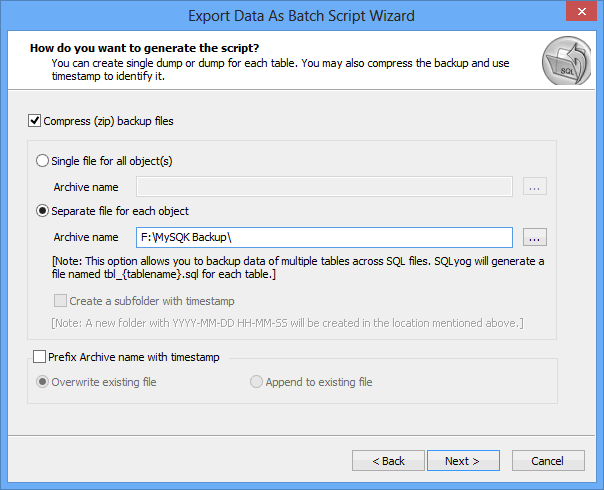 Export Data As Batch Script Wizard
How do you want to generate the script?
You can create single dump or dump for each table. You may also compress the backup and use
timestamp to identify it.
SQL
Compress (zip) backup files
Single file for all object(s)
Archive name
...
Separate file for each object
Archive name
F:\MySQK Backup\
...
[Note: This option allows you to backup data of multiple tables across SQL files. SQLyog will generate a
file named tbl_{tablename}.sql for each table.]
Create a subfolder with timestamp
[Note: A new folder with YYYY-MM-DD HH-MM-SS will be created in the location mentioned above.]
Prefix Archive name with timestamp
Overwrite existing file
Append to existing file
< Back
Next >
Cancel